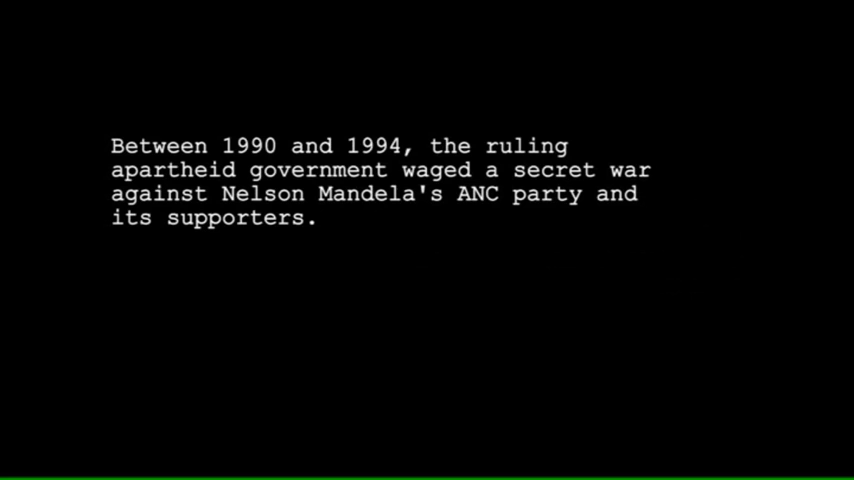 Between 1990 and 1994, the ruling
apartheid government waged a secret war
against Nelson Mandela's ANC party and
its supporters.